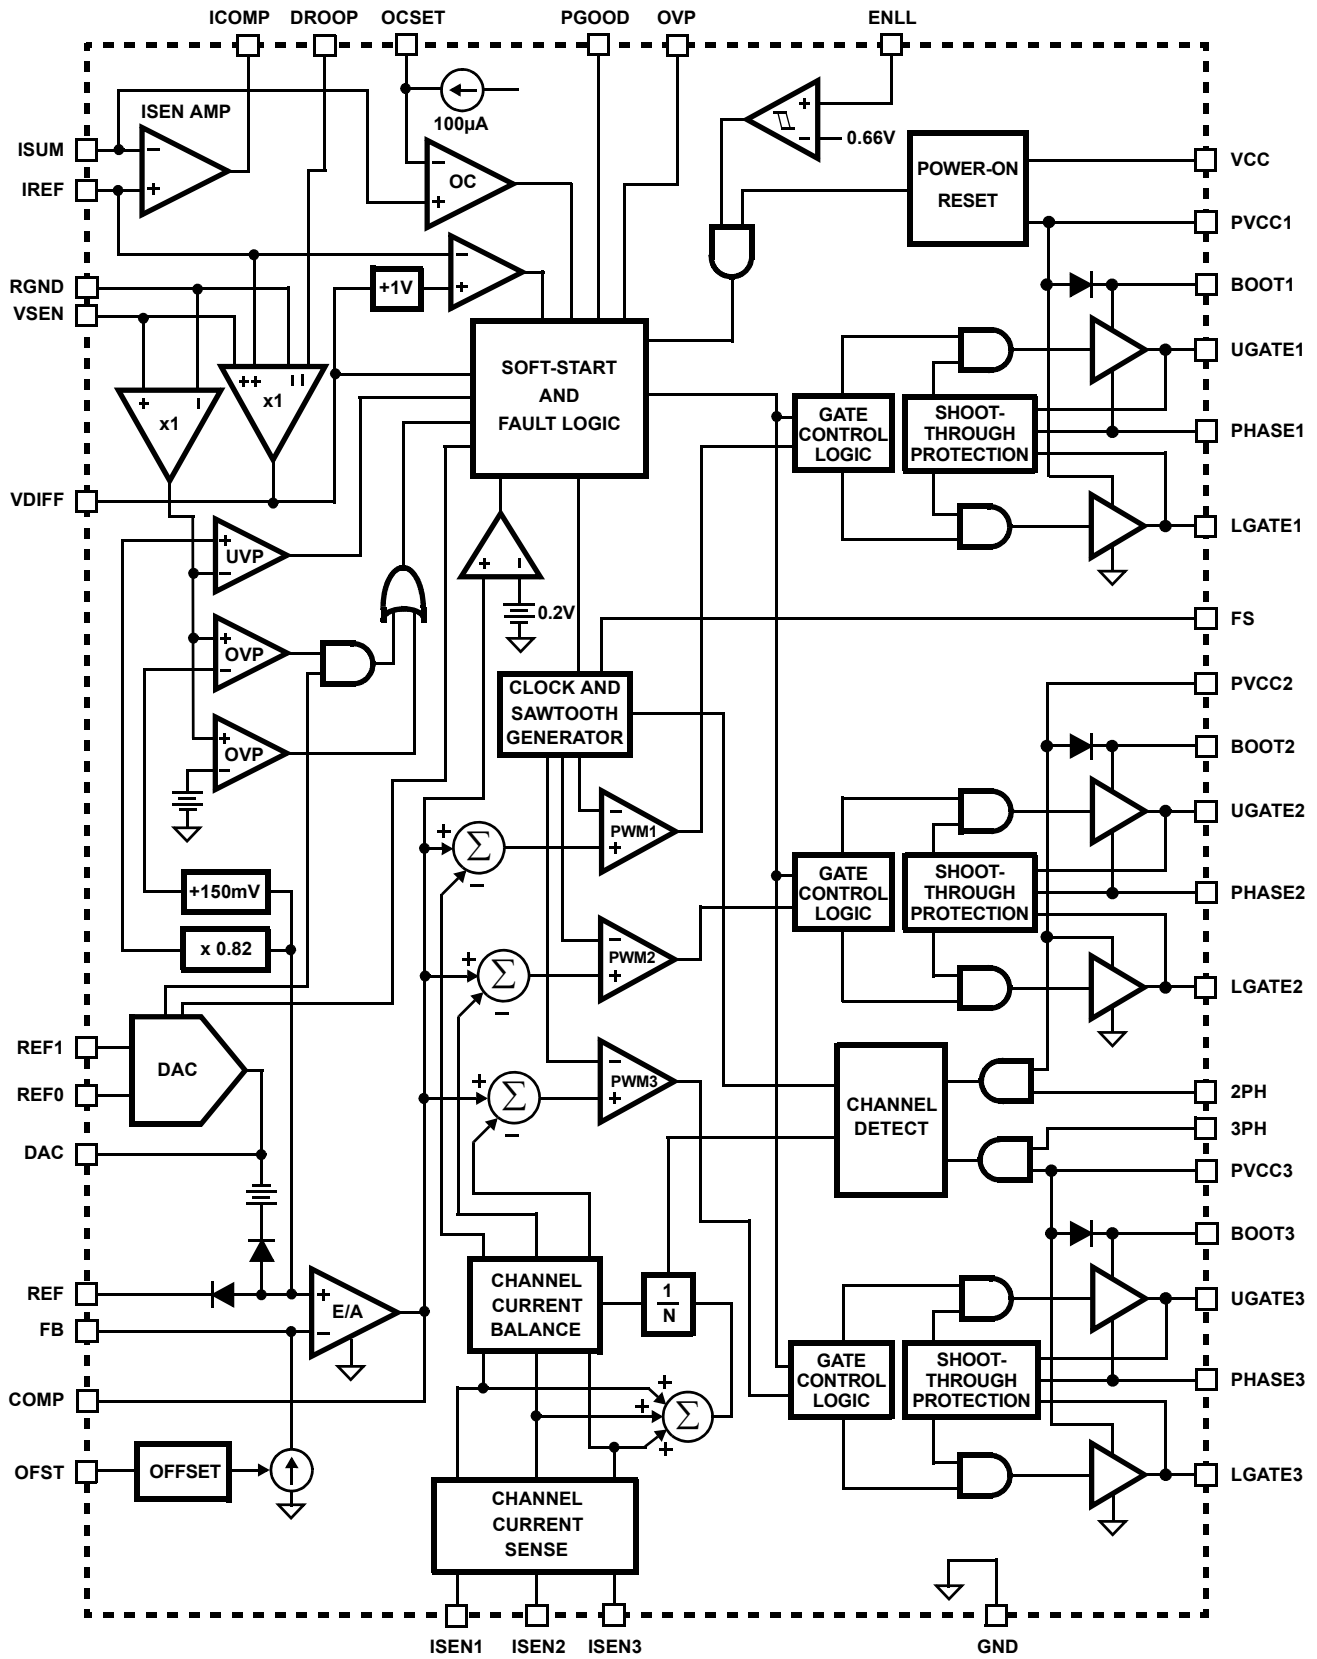 ICOMP DROOP OCSET PGOOD OVP ENLL
ISEN AMP
100µA
ISUM
−
+
IREF
−
OC
+
+
−
0.66V
POWER-ON
RESET
VCC
PVCC1
−
+
+1V
RGND
VSEN
BOOT1
UGATE1
+ −
x1
++ − −
x1
SOFT-START
AND
FAULT LOGIC
GATE
CONTROL
LOGIC
SHOOT-
THROUGH
PROTECTION
PHASE1
VDIFF
LGATE1
+
UVP
−
+ −
0.2V
FS
+
OVP
−
CLOCK AND
SAWTOOTH
GENERATOR
PVCC2
+
OVP
−
BOOT2
+
Σ
−
−
PWM1
+
UGATE2
+150mV
GATE
CONTROL
LOGIC
SHOOT-
THROUGH
PROTECTION
PHASE2
x 0.82
+
Σ
−
−
PWM2
+
LGATE2
REF1
DAC
REF0
+
Σ
−
−
PWM3
+
CHANNEL
DETECT
2PH
3PH
DAC
PVCC3
BOOT3
REF
FB
+
E/A
−
CHANNEL
CURRENT
BALANCE
1
N
UGATE3
GATE
CONTROL
LOGIC
SHOOT-
THROUGH
PROTECTION
PHASE3
COMP
+
+
Σ
+
OFST
OFFSET
LGATE3
CHANNEL
CURRENT
SENSE
ISEN1 ISEN2 ISEN3 GND